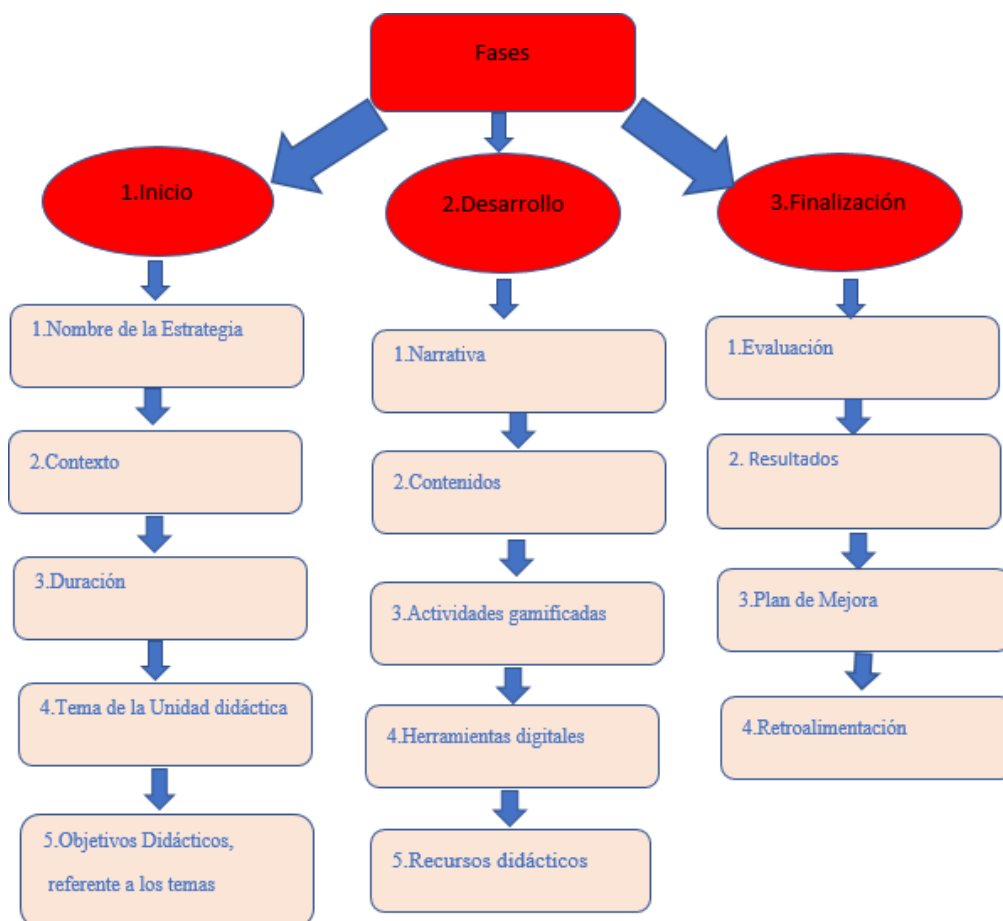 Fases
1.Inicio
2.Desarrollo
3.Finalización
1.Nombre de la Estrategia
2.Contexto
3.Duración
4.Tema de la Unidad didáctica
5.Objetivos Didácticos,
referente a los temas
1.Narrativa
2.Contenidos
3.Actividades gamificadas
4.Herramientas digitales
5.Recursos didácticos
1.Evaluación
2. Resultados
3.Plan de Mejora
4.Retroalimentación